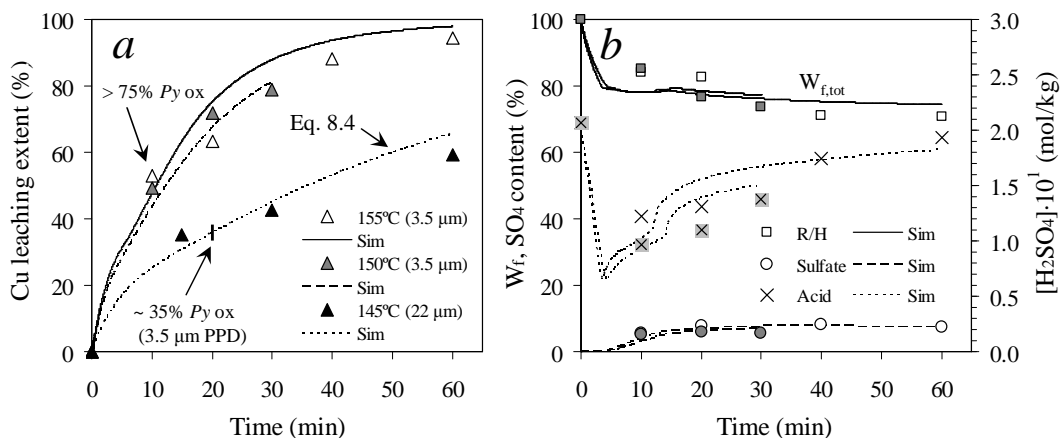 a
100
80
60
40
20
0
Cu leaching extent (%)
> 75% Py ox
Eq. 8.4
~ 35% Py ox
(3.5 µm PPD)
155ºC (3.5 µm)
Sim
150ºC (3.5 µm)
Sim
145ºC (22 µm)
Sim
0 10 20 30 40 50 60
Time (min)
b
100
80
60
40
20
0
Wf, SO4 content (%)
Wf,tot
R/H Sim
Sulfate Sim
Acid Sim
3.0
2.5
2.0
1.5
1.0
0.5
0.0
[H2SO4]·10¹ (mol/kg)
0 10 20 30 40 50 60
Time (min)